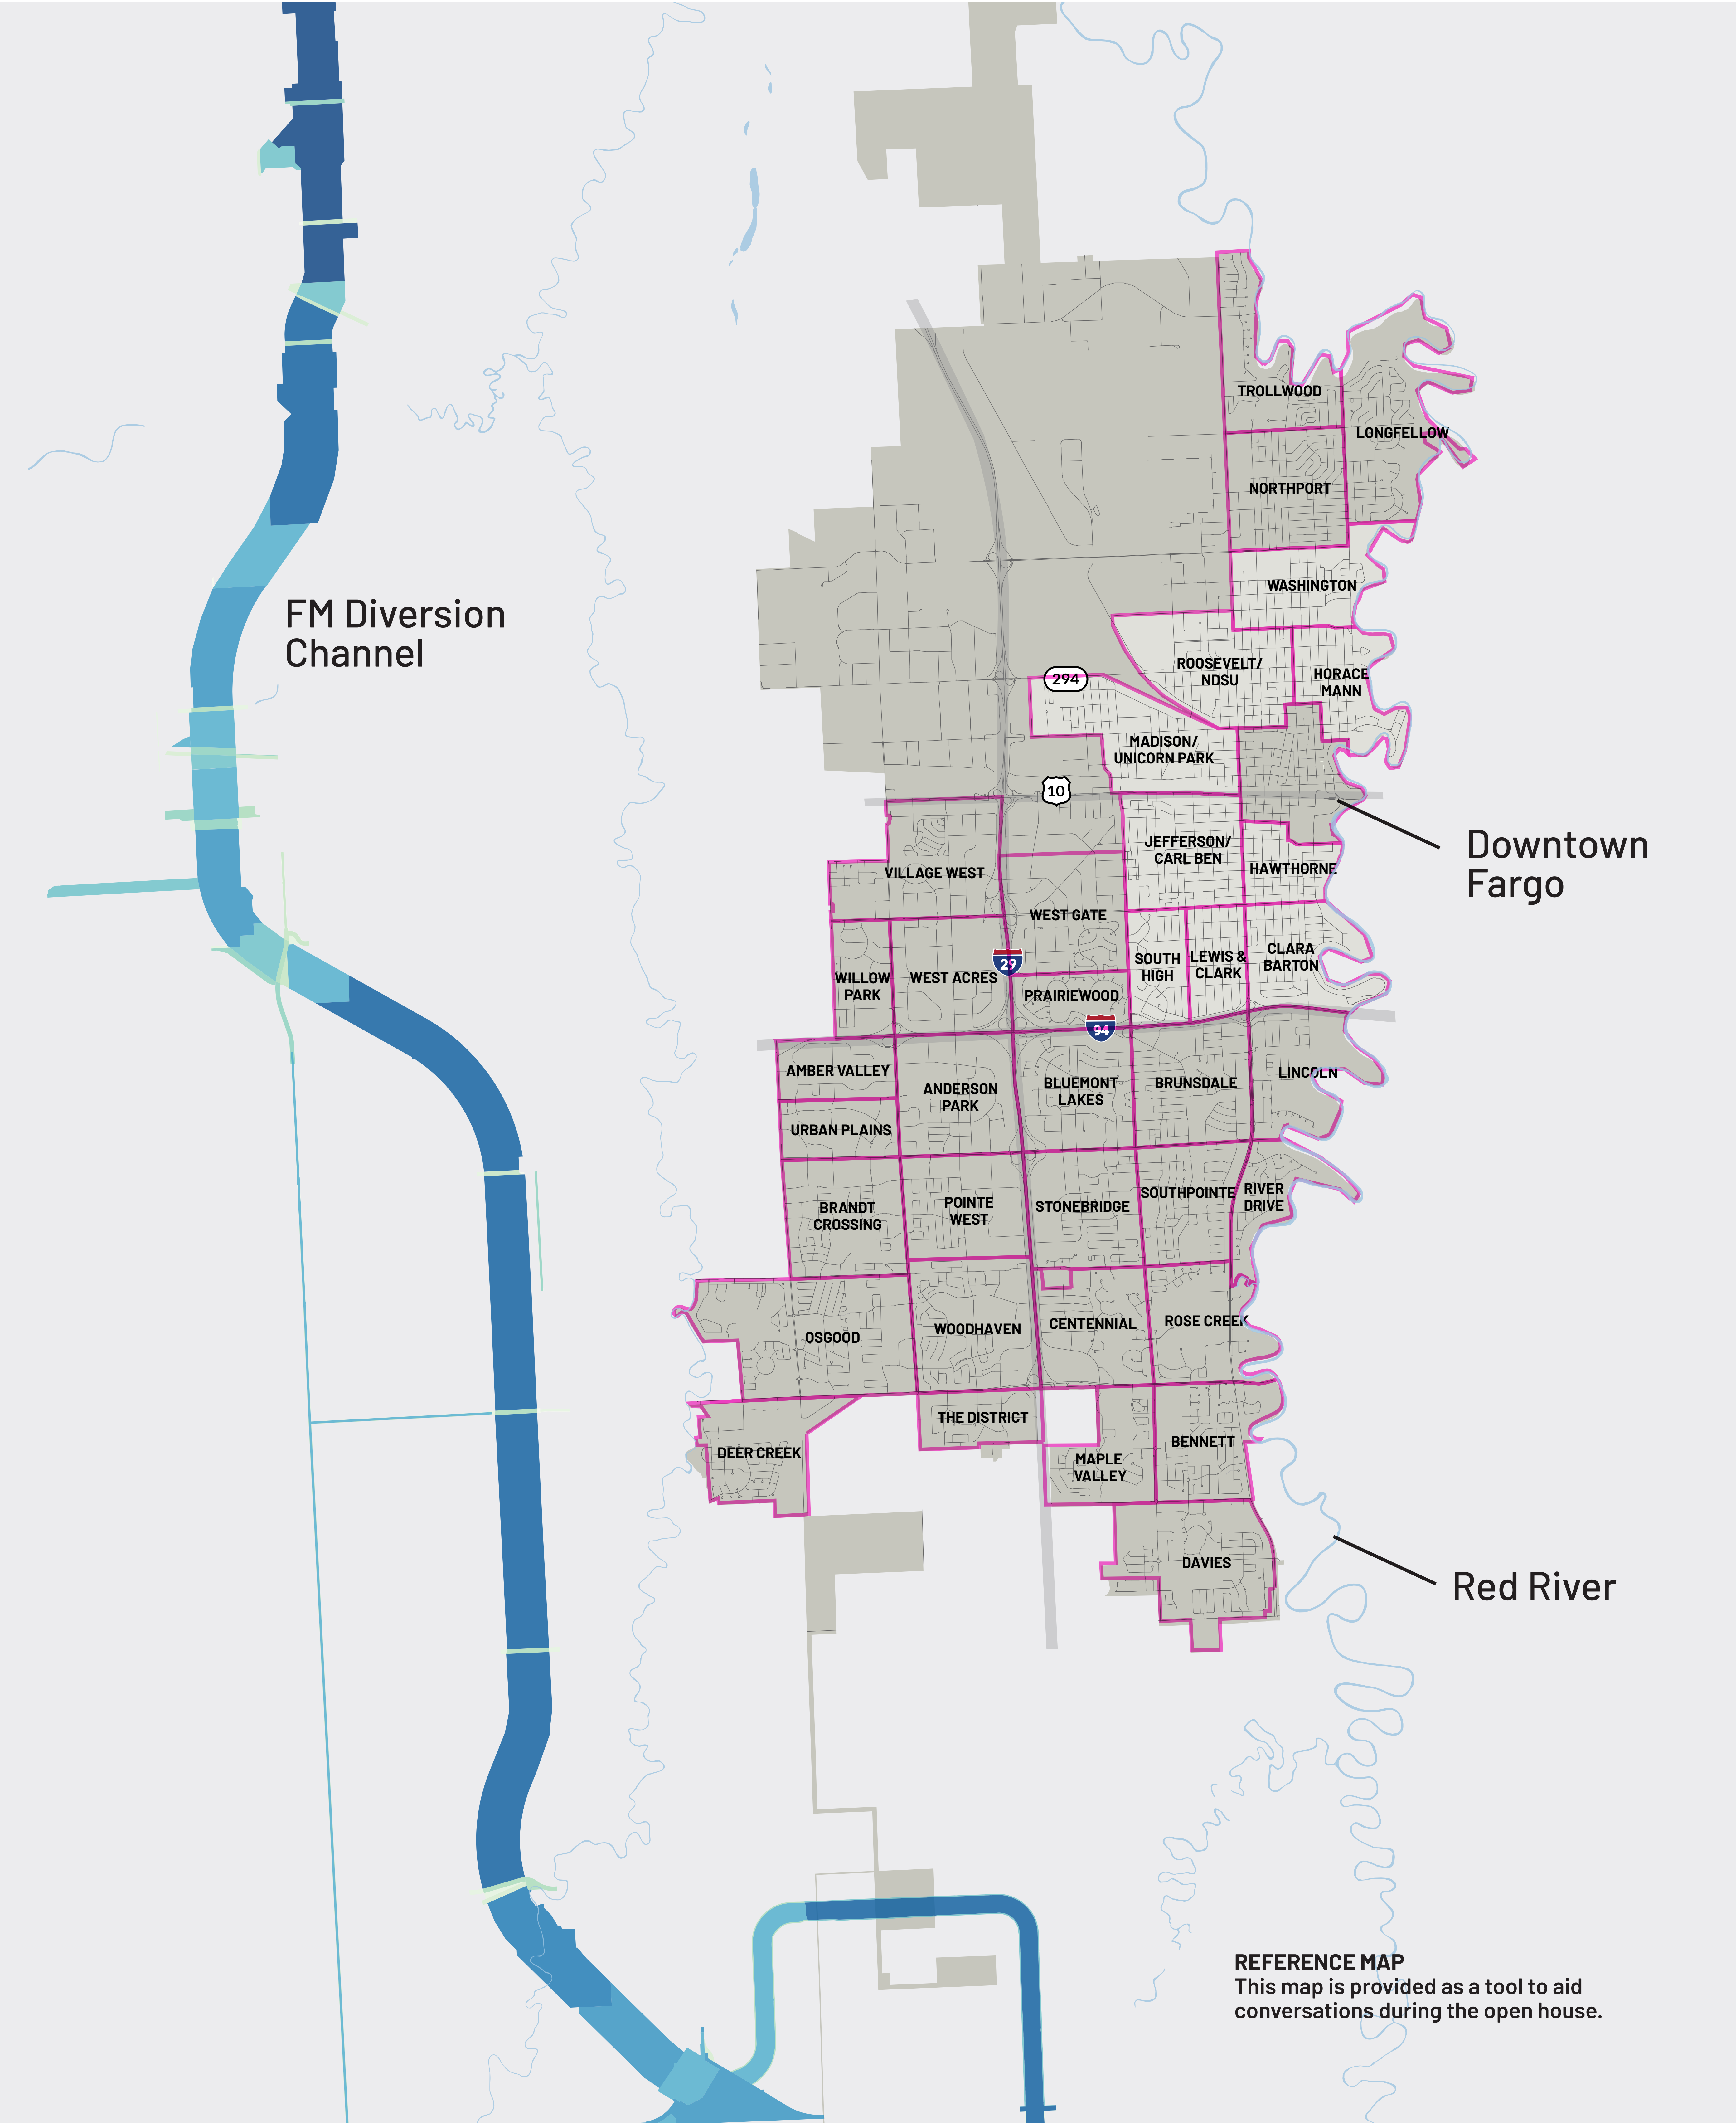 TROLLWOOD
LONGFELLOW
NORTHPORT
WASHINGTON
FM Diversion
Channel
ROOSEVELT/
NDSU
HORACE
MANN
294
MADISON/
UNICORN PARK
10
Downtown
Fargo
JEFFERSON/
CARL BEN
HAWTHORNE
VILLAGE WEST
WEST GATE
29
SOUTH
HIGH
LEWIS &
CLARK
CLARA
BARTON
WILLOW
PARK
WEST ACRES
PRAIRIEWOOD
94
AMBER VALLEY
ANDERSON
PARK
BLUEMONT
LAKES
BRUNSDALE
LINCOLN
URBAN PLAINS
BRANDT
CROSSING
POINTE
WEST
STONEBRIDGE
SOUTHPOINTE
RIVER
DRIVE
OSGOOD
WOODHAVEN
CENTENNIAL
ROSE CREEK
THE DISTRICT
DEER CREEK
MAPLE
VALLEY
BENNETT
DAVIES
Red River
REFERENCE MAP
This map is provided as a tool to aid
conversations during the open house.